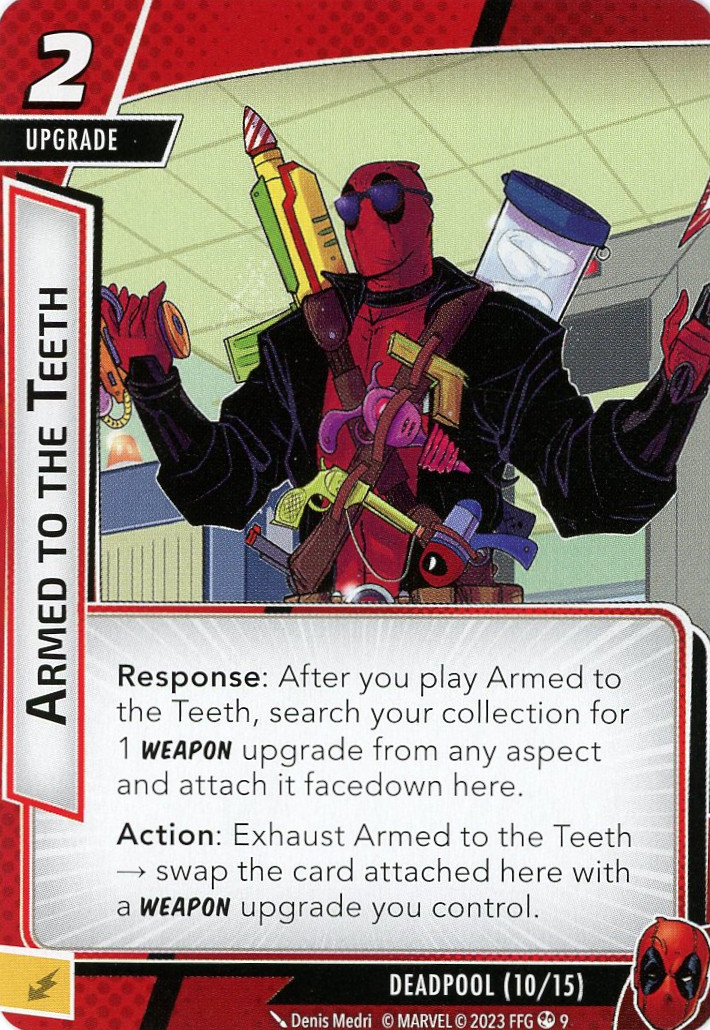 2
UPGRADE
ARMED TO THE TEETH
Response: After you play Armed to
the Teeth, search your collection for
1 WEAPON upgrade from any aspect
and attach it facedown here.
Action: Exhaust Armed to the Teeth
→ swap the card attached here with
a WEAPON upgrade you control.
DEADPOOL (10/15)
Denis Medri © MARVEL © 2023 FFG 9